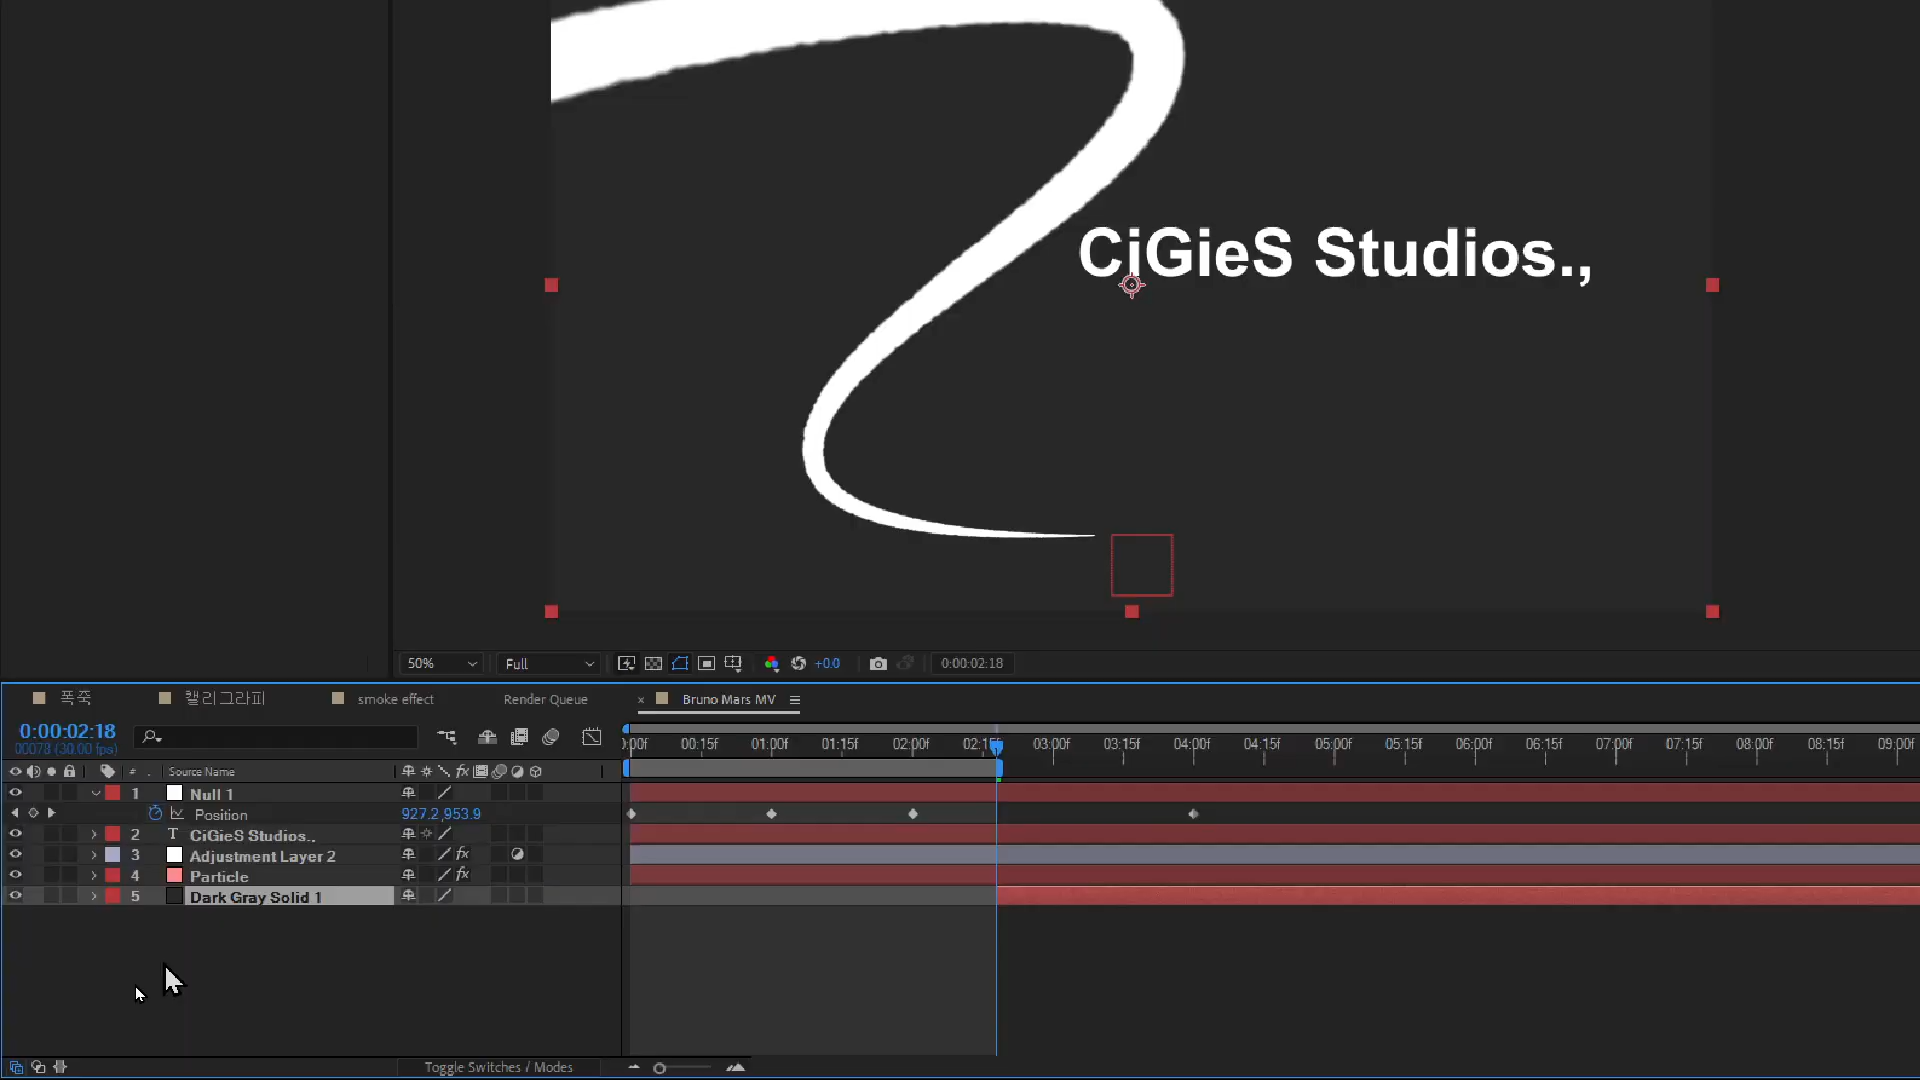 CiGieS Studios.,
50%
Full
+0.0
0:00:02:18
폭죽
캘리그라피
smoke effect
Render Queue
× Bruno Mars MV
0:00:02:18
00078 (30.00 fps)
):00f 00:15f 01:00f 01:15f 02:00f 02:15f 03:00f 03:15f 04:00f 04:15f 05:00f 05:15f 06:00f 06:15f 07:00f 07:15f 08:00f 08:15f 09:00f
# . Source Name
1 Null 1
Position 927.2,953.9
2 T CiGieS Studios.,
3 Adjustment Layer 2 fx
4 Particle fx
5 Dark Gray Solid 1
Toggle Switches / Modes